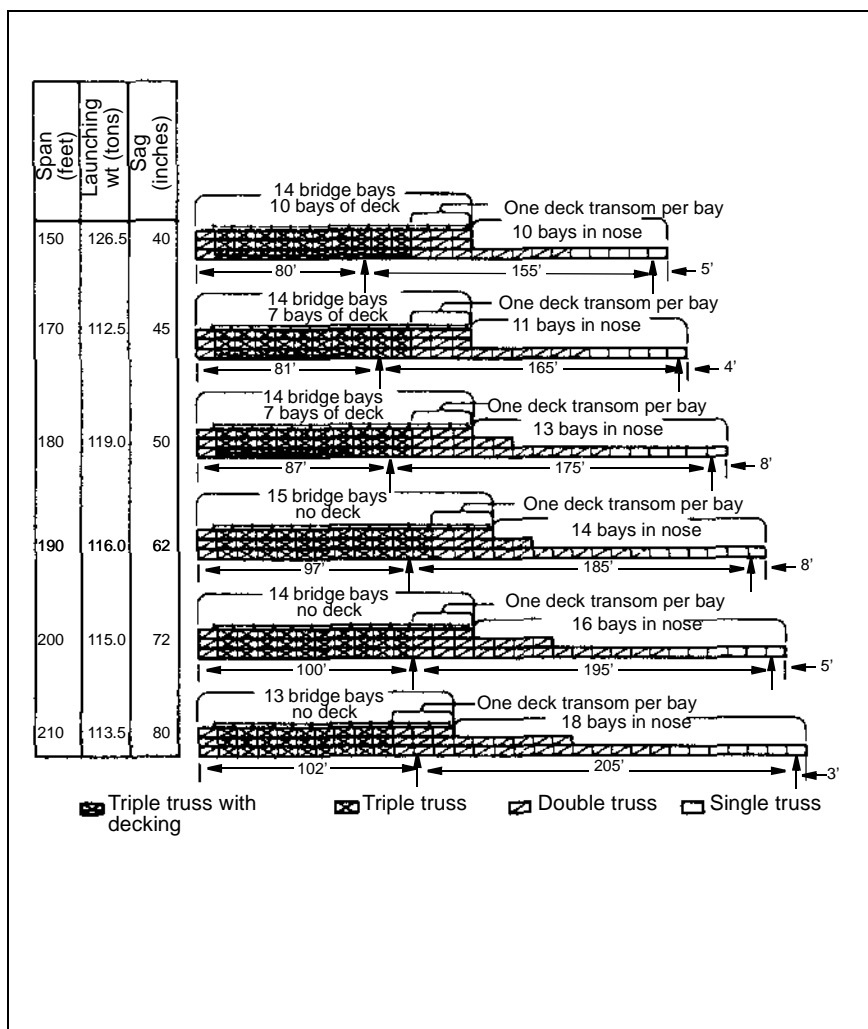 Span
(feet)
Launching
wt (tons)
Sag
(inches)
14 bridge bays
10 bays of deck
One deck transom per bay
10 bays in nose
150 126.5 40
80’ 155’ 5’
14 bridge bays
7 bays of deck
One deck transom per bay
11 bays in nose
170 112.5 45
81’ 165’ 4’
14 bridge bays
7 bays of deck
One deck transom per bay
13 bays in nose
180 119.0 50
87’ 175’ 8’
15 bridge bays
no deck
One deck transom per bay
14 bays in nose
190 116.0 62
97’ 185’ 8’
14 bridge bays
no deck
One deck transom per bay
16 bays in nose
200 115.0 72
100’ 195’ 5’
13 bridge bays
no deck
One deck transom per bay
18 bays in nose
210 113.5 80
102’ 205’ 3’
Triple truss with
decking
Triple truss
Double truss
Single truss